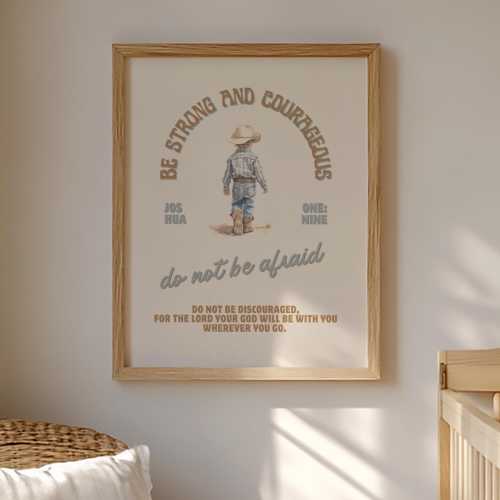 BE STRONG AND COURAGEOUS
JOS
HUA
ONE:
NINE
do not be afraid
DO NOT BE DISCOURAGED,
FOR THE LORD YOUR GOD WILL BE WITH YOU
WHEREVER YOU GO.